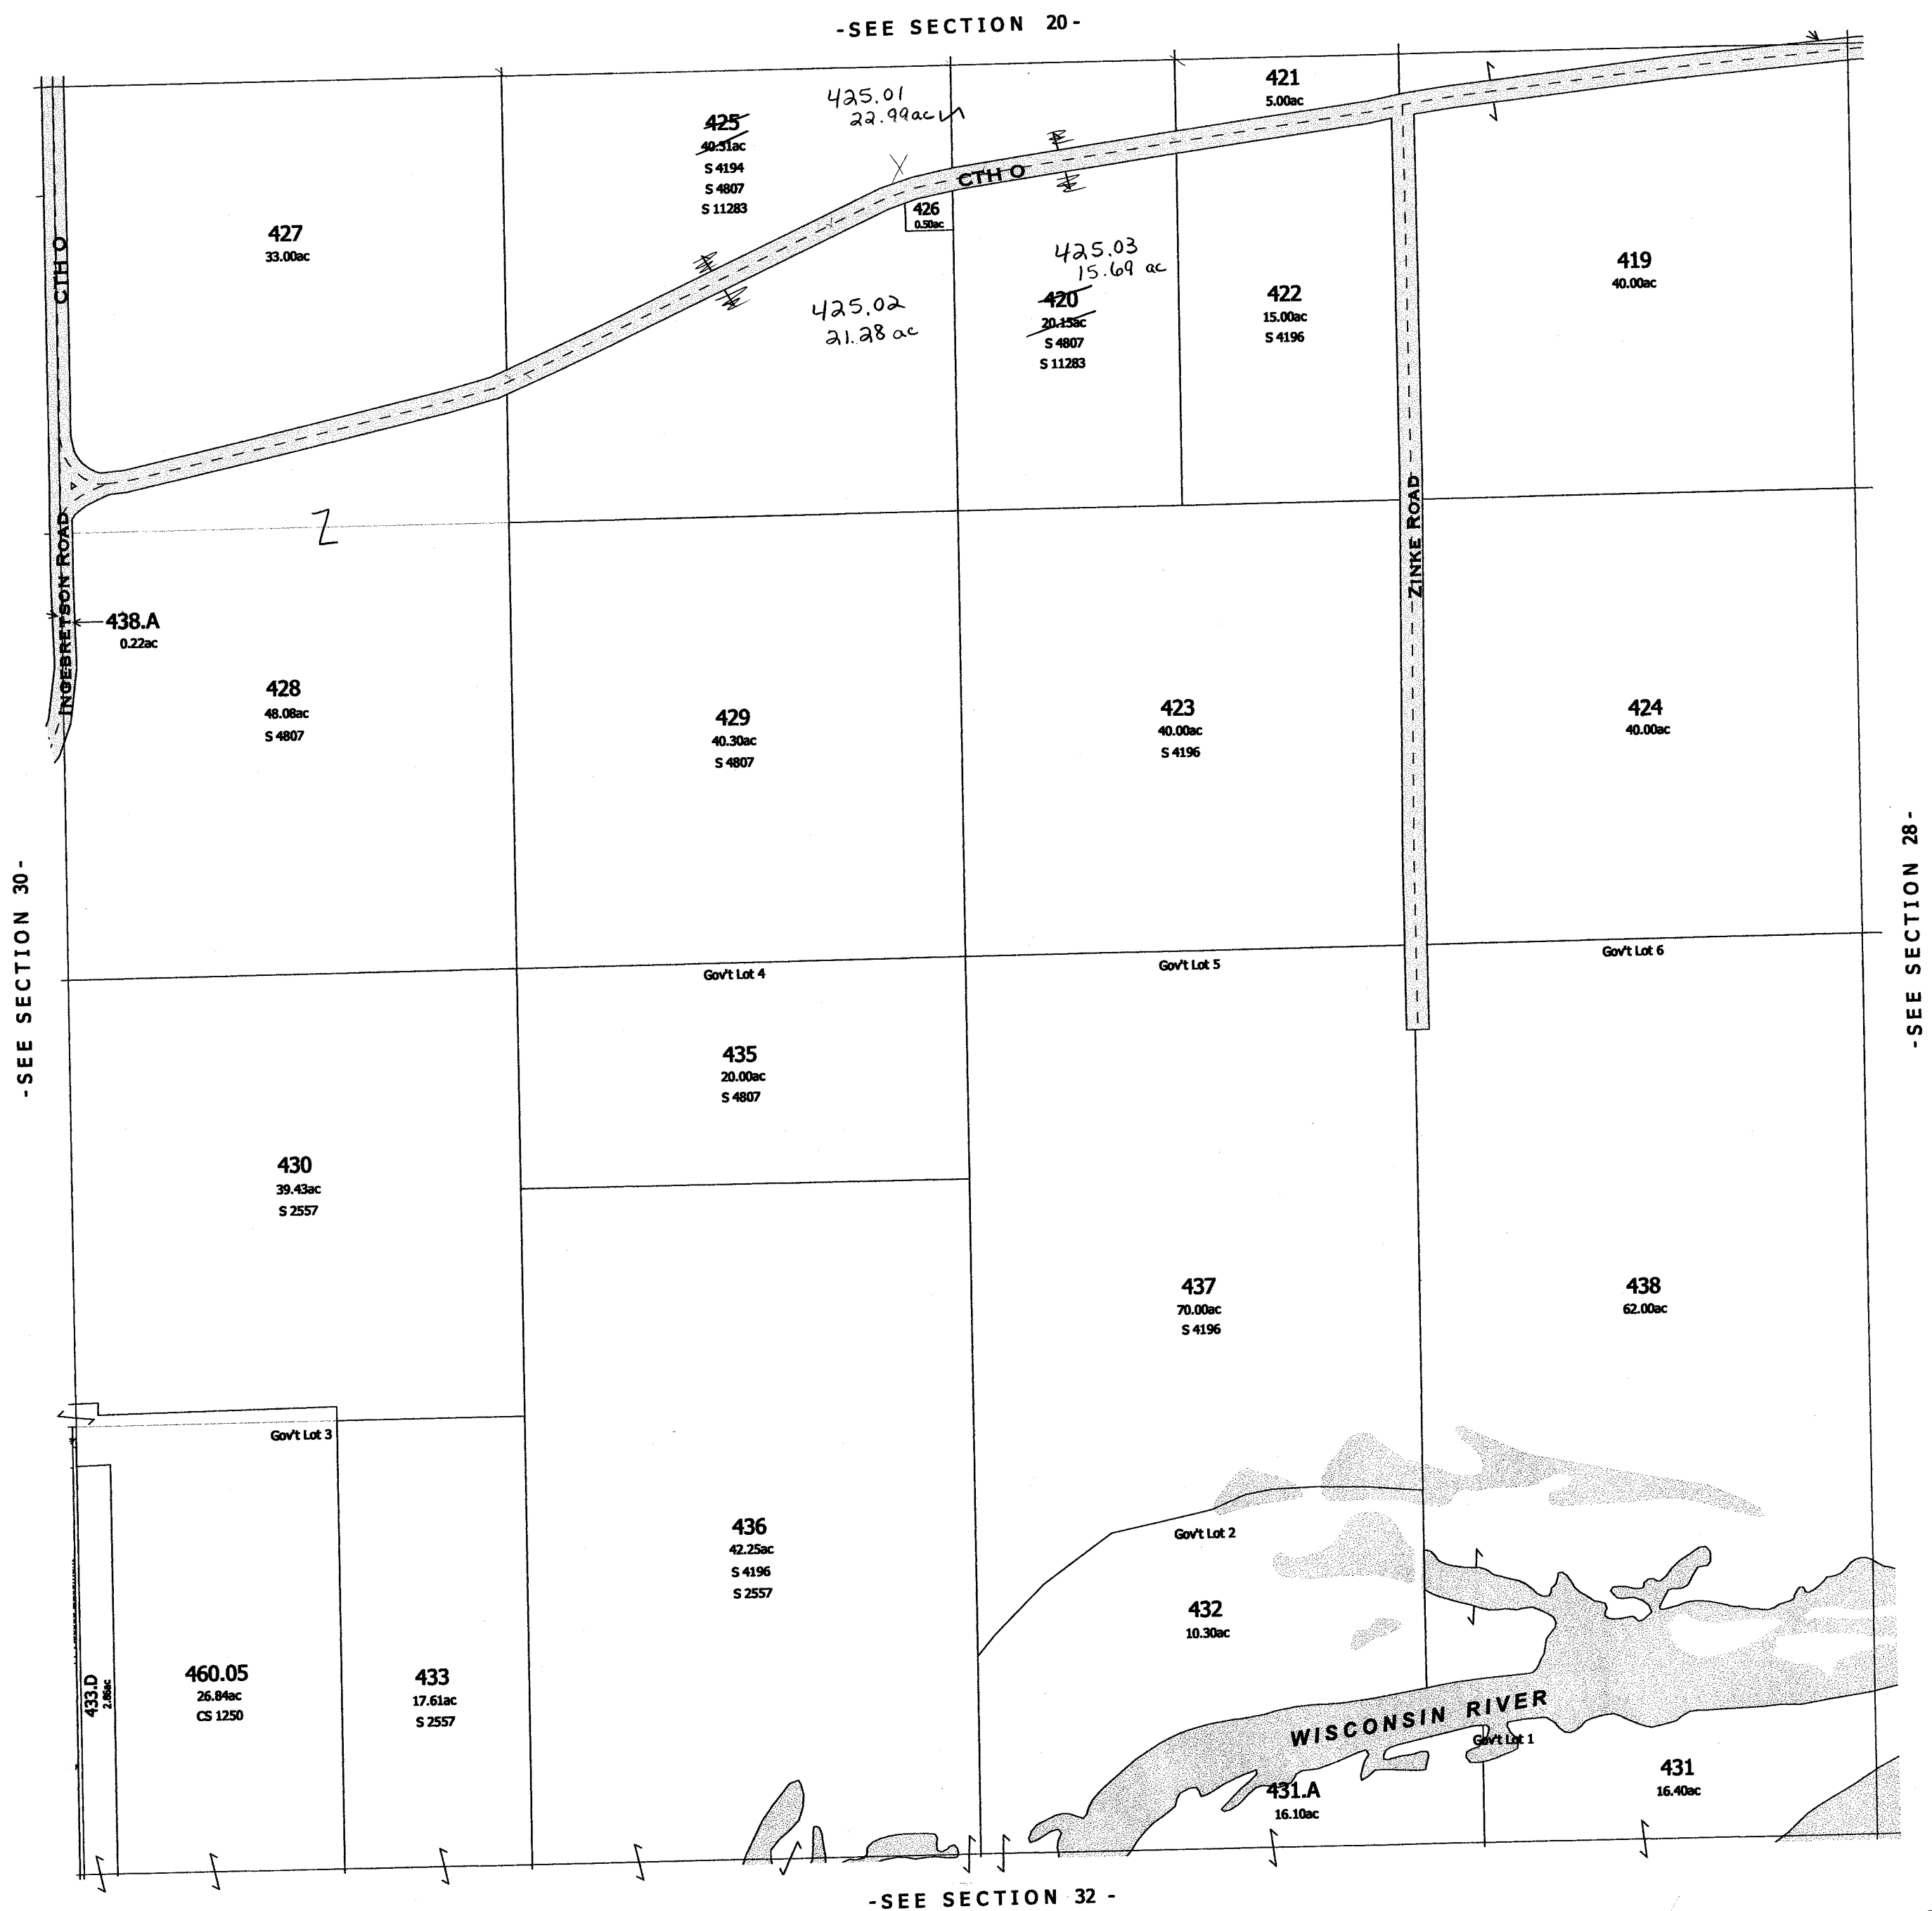 -SEE SECTION 20-
421
5.00ac
425.01
22.99ac
425
40.31ac
S 4194
S 4807
S 11283
CTH O
426
0.50ac
427
33.00ac
CTH O
425.03
15.69 ac
420
20.15ac
S 4807
S 11283
422
15.00ac
S 4196
419
40.00ac
425.02
21.28 ac
ZINKE ROAD
INGEBRETSON ROAD
438.A
0.22ac
428
48.08ac
S 4807
429
40.30ac
S 4807
423
40.00ac
S 4196
424
40.00ac
-SEE SECTION 30-
-SEE SECTION 28-
Gov't Lot 4
Gov't Lot 5
Gov't Lot 6
435
20.00ac
S 4807
430
39.43ac
S 2557
437
70.00ac
S 4196
438
62.00ac
Gov't Lot 3
436
42.25ac
S 4196
S 2557
Gov't Lot 2
432
10.30ac
433.D
2.86ac
460.05
26.84ac
CS 1250
433
17.61ac
S 2557
WISCONSIN RIVER
Gov't Lot 1
431.A
16.10ac
431
16.40ac
-SEE SECTION 32 -